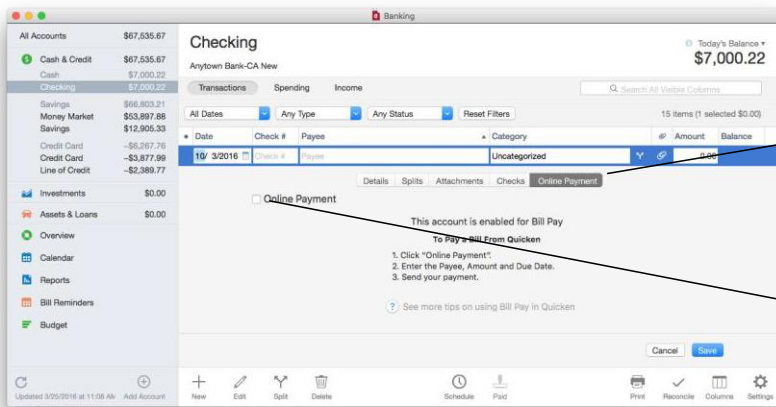 Banking
All Accounts $67,535.67
Cash & Credit $67,535.67
Cash $7,000.22
Checking $7,000.22
Savings $66,803.21
Money Market $53,897.88
Savings $12,905.33
Credit Card -$6,267.76
Credit Card -$3,877.99
Line of Credit -$2,389.77
Investments $0.00
Assets & Loans $0.00
Overview
Calendar
Reports
Bill Reminders
Budget
Updated 3/25/2016 at 11:08 AM Add Account
Checking
Anytown Bank-CA New
Today's Balance
$7,000.22
Transactions Spending Income
Search All Visible Columns
All Dates Any Type Any Status Reset Filters 15 items (1 selected $0.00)
Date Check # Payee Category Amount Balance
10/ 3/2016 Check # Payee Uncategorized 0.00
Details Splits Attachments Checks Online Payment
Online Payment
This account is enabled for Bill Pay
To Pay a Bill From Quicken
1. Click "Online Payment".
2. Enter the Payee, Amount and Due Date.
3. Send your payment.
? See more tips on using Bill Pay in Quicken
Cancel Save
New Edit Split Delete Schedule Paid Print Reconcile Columns Settings